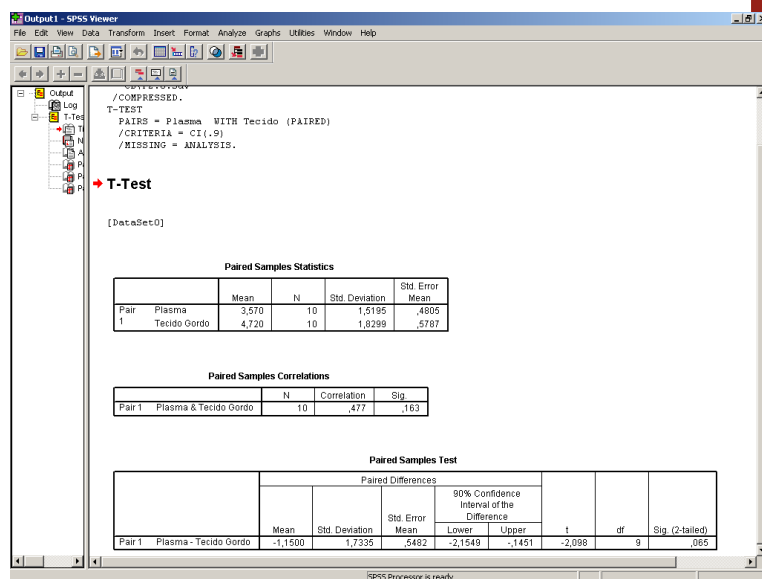 Output1 - SPSS Viewer
File Edit View Data Transform Insert Format Analyze Graphs Utilities Window Help
Output
Log
T-Tes
Ti
N
A
P
P
P
/COMPRESSED.
T-TEST
PAIRS = Plasma WITH Tecido (PAIRED)
/CRITERIA = CI(.9)
/MISSING = ANALYSIS.
T-Test
[DataSet0]
Paired Samples Statistics
Mean N Std. Deviation Std. Error Mean
Pair 1 Plasma 3,570 10 1,5195 ,4805
Tecido Gordo 4,720 10 1,8299 ,5787
Paired Samples Correlations
N Correlation Sig.
Pair 1 Plasma & Tecido Gordo 10 ,477 ,163
Paired Samples Test
Paired Differences
90% Confidence Interval of the Difference
Mean Std. Deviation Std. Error Mean Lower Upper t df Sig. (2-tailed)
Pair 1 Plasma - Tecido Gordo -1,1500 1,7335 ,5482 -2,1549 -,1451 -2,098 9 ,065
SPSS Processor is ready